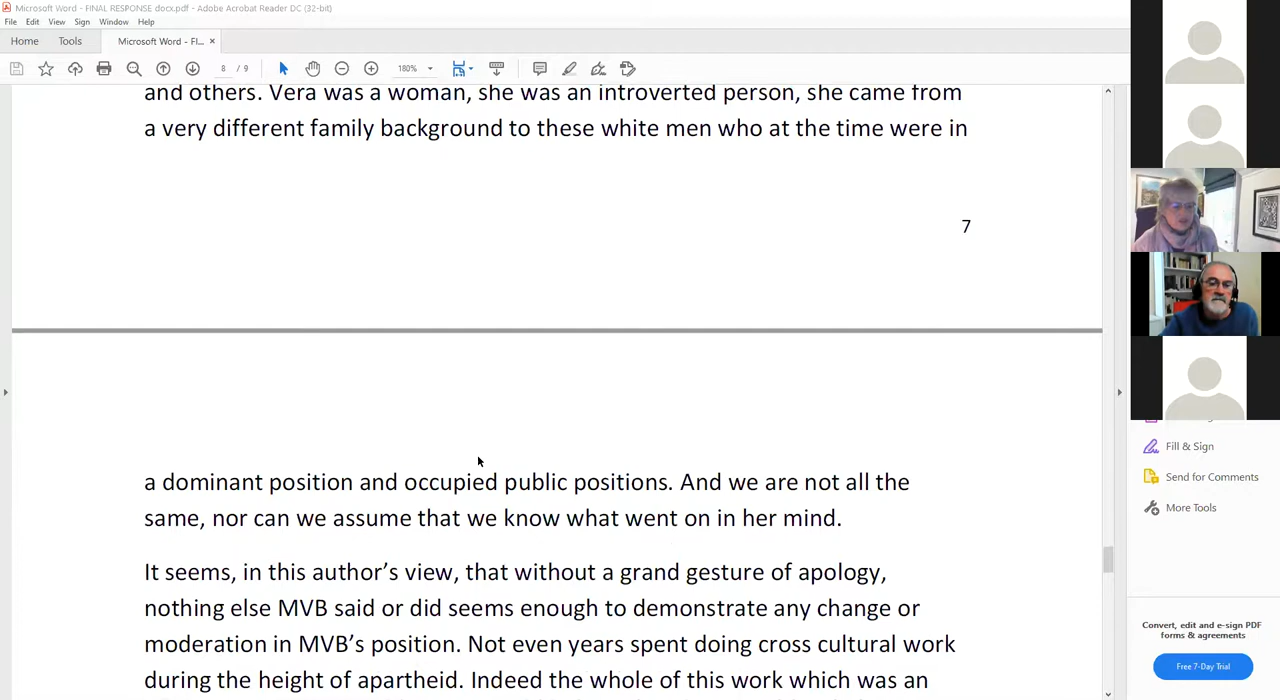 Microsoft Word - FINAL RESPONSE docx.pdf - Adobe Acrobat Reader DC (32-bit)
File Edit View Sign Window Help
Home Tools Microsoft Word - FI... ×
8 / 9 180%
and others. Vera was a woman, she was an introverted person, she came from
a very different family background to these white men who at the time were in
7
a dominant position and occupied public positions. And we are not all the
same, nor can we assume that we know what went on in her mind.
It seems, in this author’s view, that without a grand gesture of apology,
nothing else MVB said or did seems enough to demonstrate any change or
moderation in MVB’s position. Not even years spent doing cross cultural work
during the height of apartheid. Indeed the whole of this work which was an
Fill & Sign
Send for Comments
More Tools
Convert, edit and e-sign PDF
forms & agreements
Free 7-Day Trial